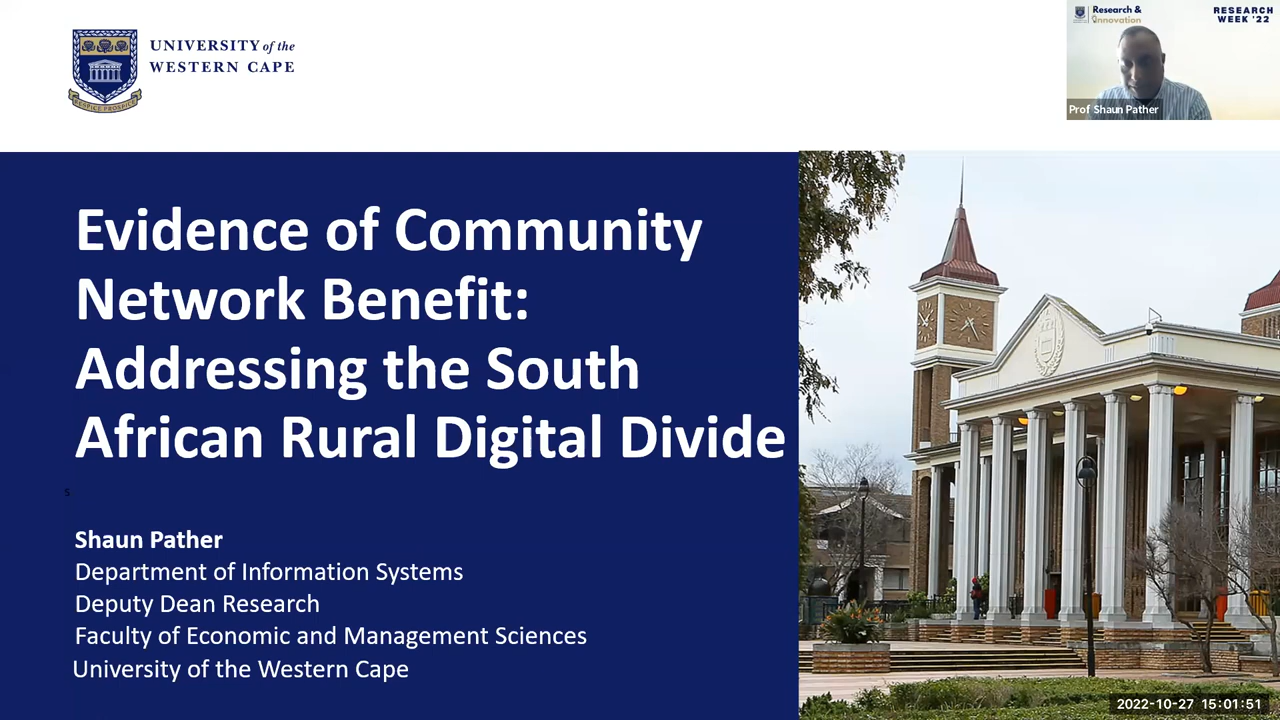 UNIVERSITY of the
WESTERN CAPE
RESPICE PROSPICE
Research &
Innovation
RESEARCH
WEEK '22
Prof Shaun Pather
Evidence of Community
Network Benefit:
Addressing the South
African Rural Digital Divide
s
Shaun Pather
Department of Information Systems
Deputy Dean Research
Faculty of Economic and Management Sciences
University of the Western Cape
2022-10-27 15:01:51